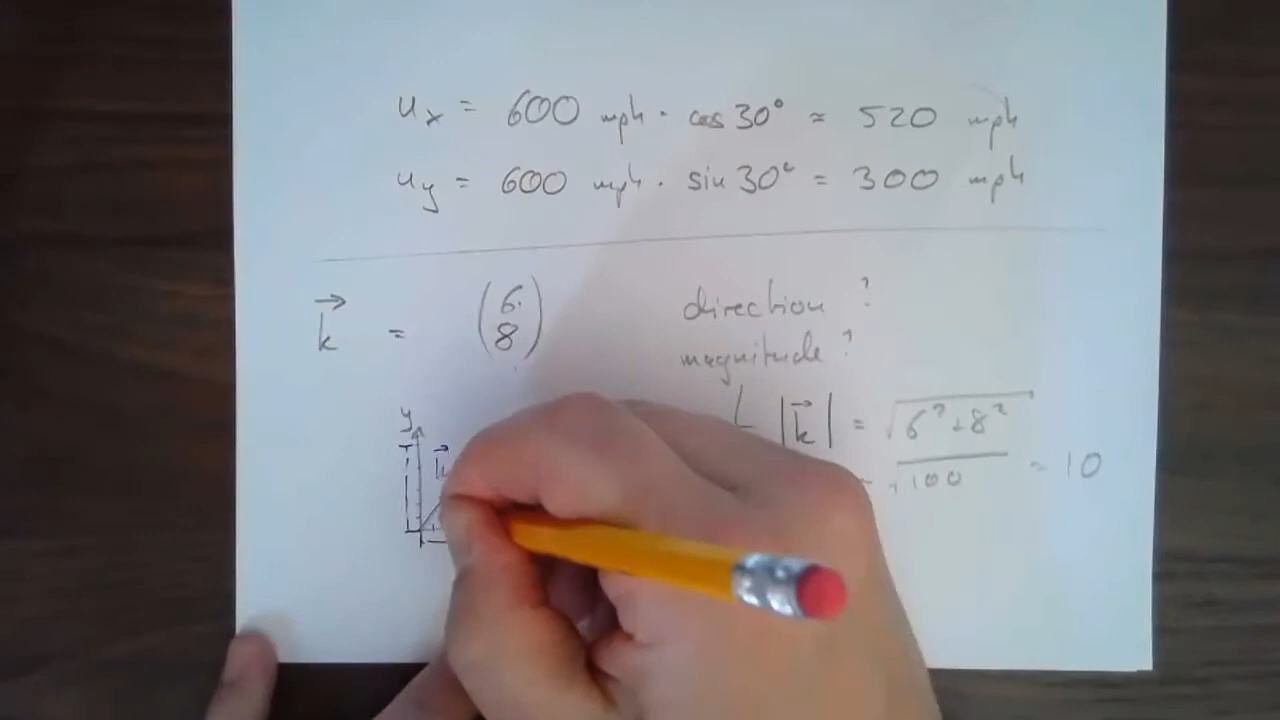 uₓ = 600 mph · cos 30° ≈ 520 mph
u_y = 600 mph · sin 30° = 300 mph
k⃗ = (6 8)
direction ?
magnitude ?
|k⃗| = √(6² + 8²)
= √100 = 10
y